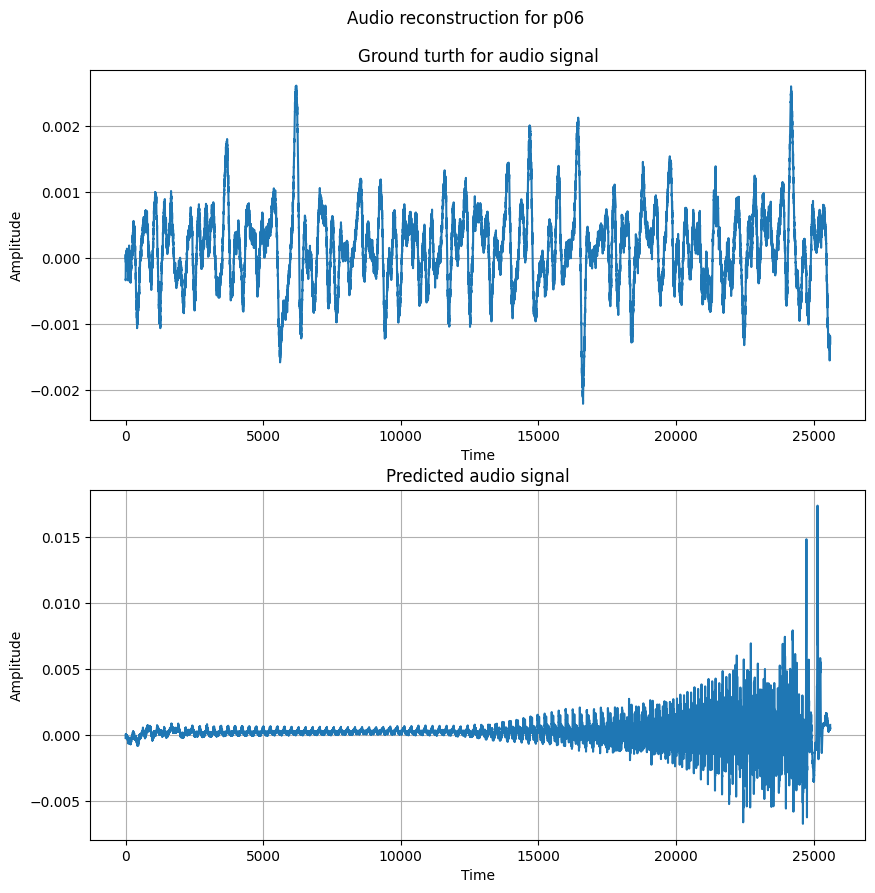 Audio reconstruction for p06
Ground turth for audio signal
Amplitude
0.002
0.001
0.000
−0.001
−0.002
0 5000 10000 15000 20000 25000
Time
Predicted audio signal
Amplitude
0.015
0.010
0.005
0.000
−0.005
0 5000 10000 15000 20000 25000
Time